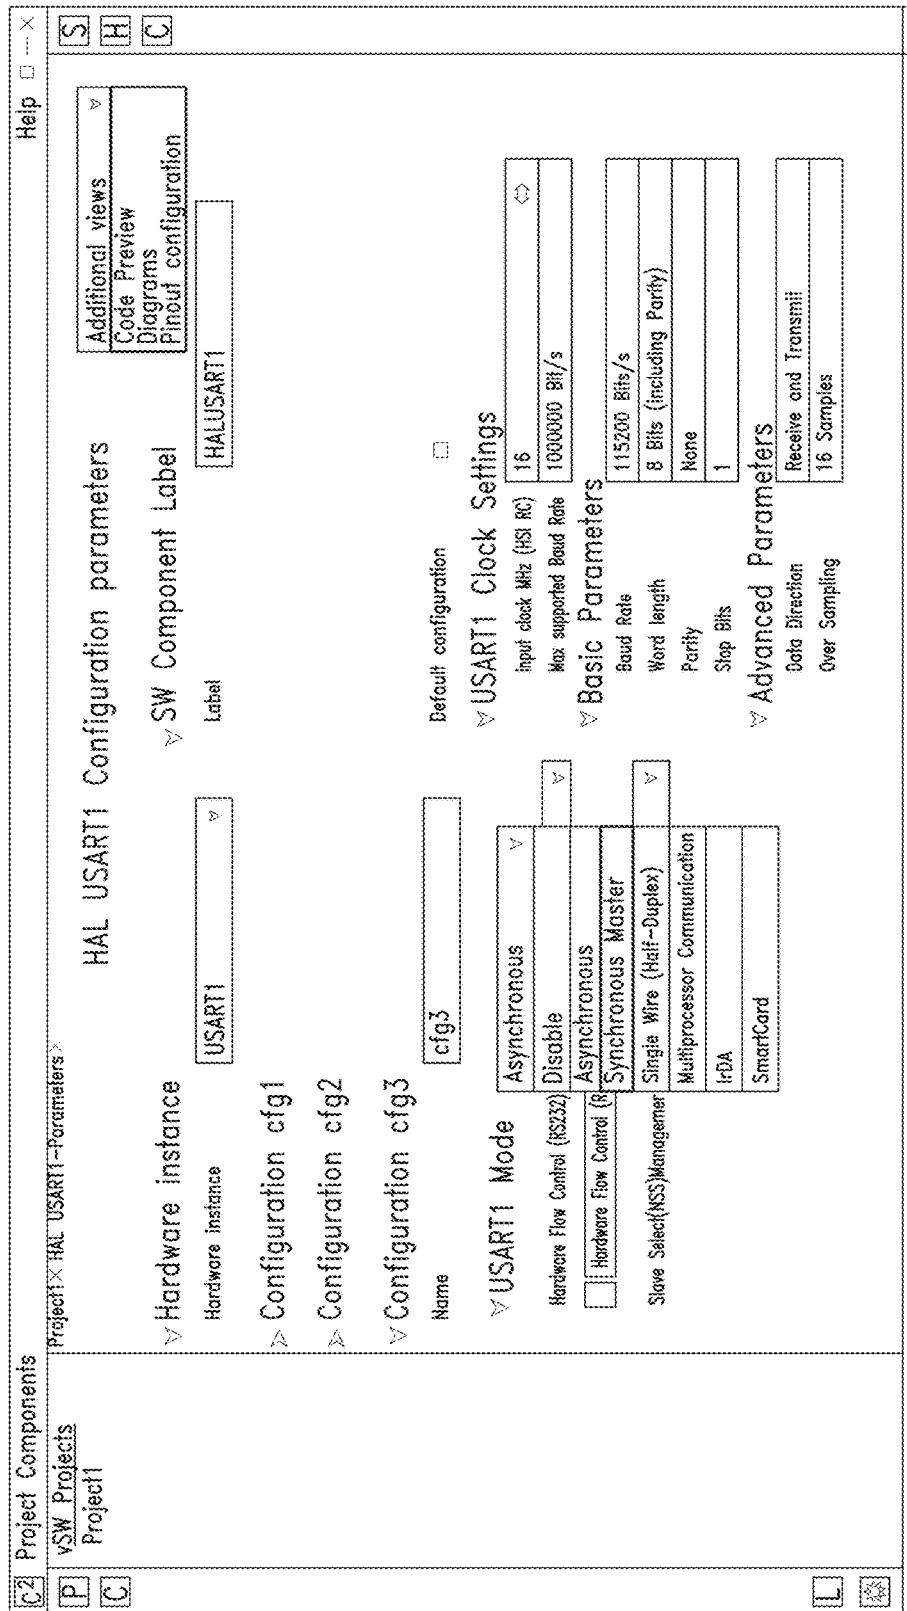 C2 Project Components Help
P
C
L
S
H
C
vSW Projects
Project1
Project1 × HAL USART1-Parameters >
HAL USART1 Configuration parameters
Additional views
Code Preview
Diagrams
Pinout configuration
Hardware instance
Hardware instance USART1
SW Component Label
Label HALUSART1
Configuration cfg1
Configuration cfg2
Configuration cfg3
Name cfg3
Default configuration
USART1 Mode
Asynchronous
Hardware Flow Control (RS232) Disable
Hardware Flow Control (R Asynchronous
Synchronous Master
Slave Select(NSS)Managemer Single Wire (Half-Duplex)
Multiprocessor Communication
IrDA
SmartCard
USART1 Clock Settings
Input clock MHz (HSI RC) 16
Max supported Baud Rate 1000000 Bit/s
Basic Parameters
Baud Rate 115200 Bits/s
Word length 8 Bits (including Parity)
Parity None
Stop Bits 1
Advanced Parameters
Data Direction Receive and Transmit
Over Sampling 16 Samples